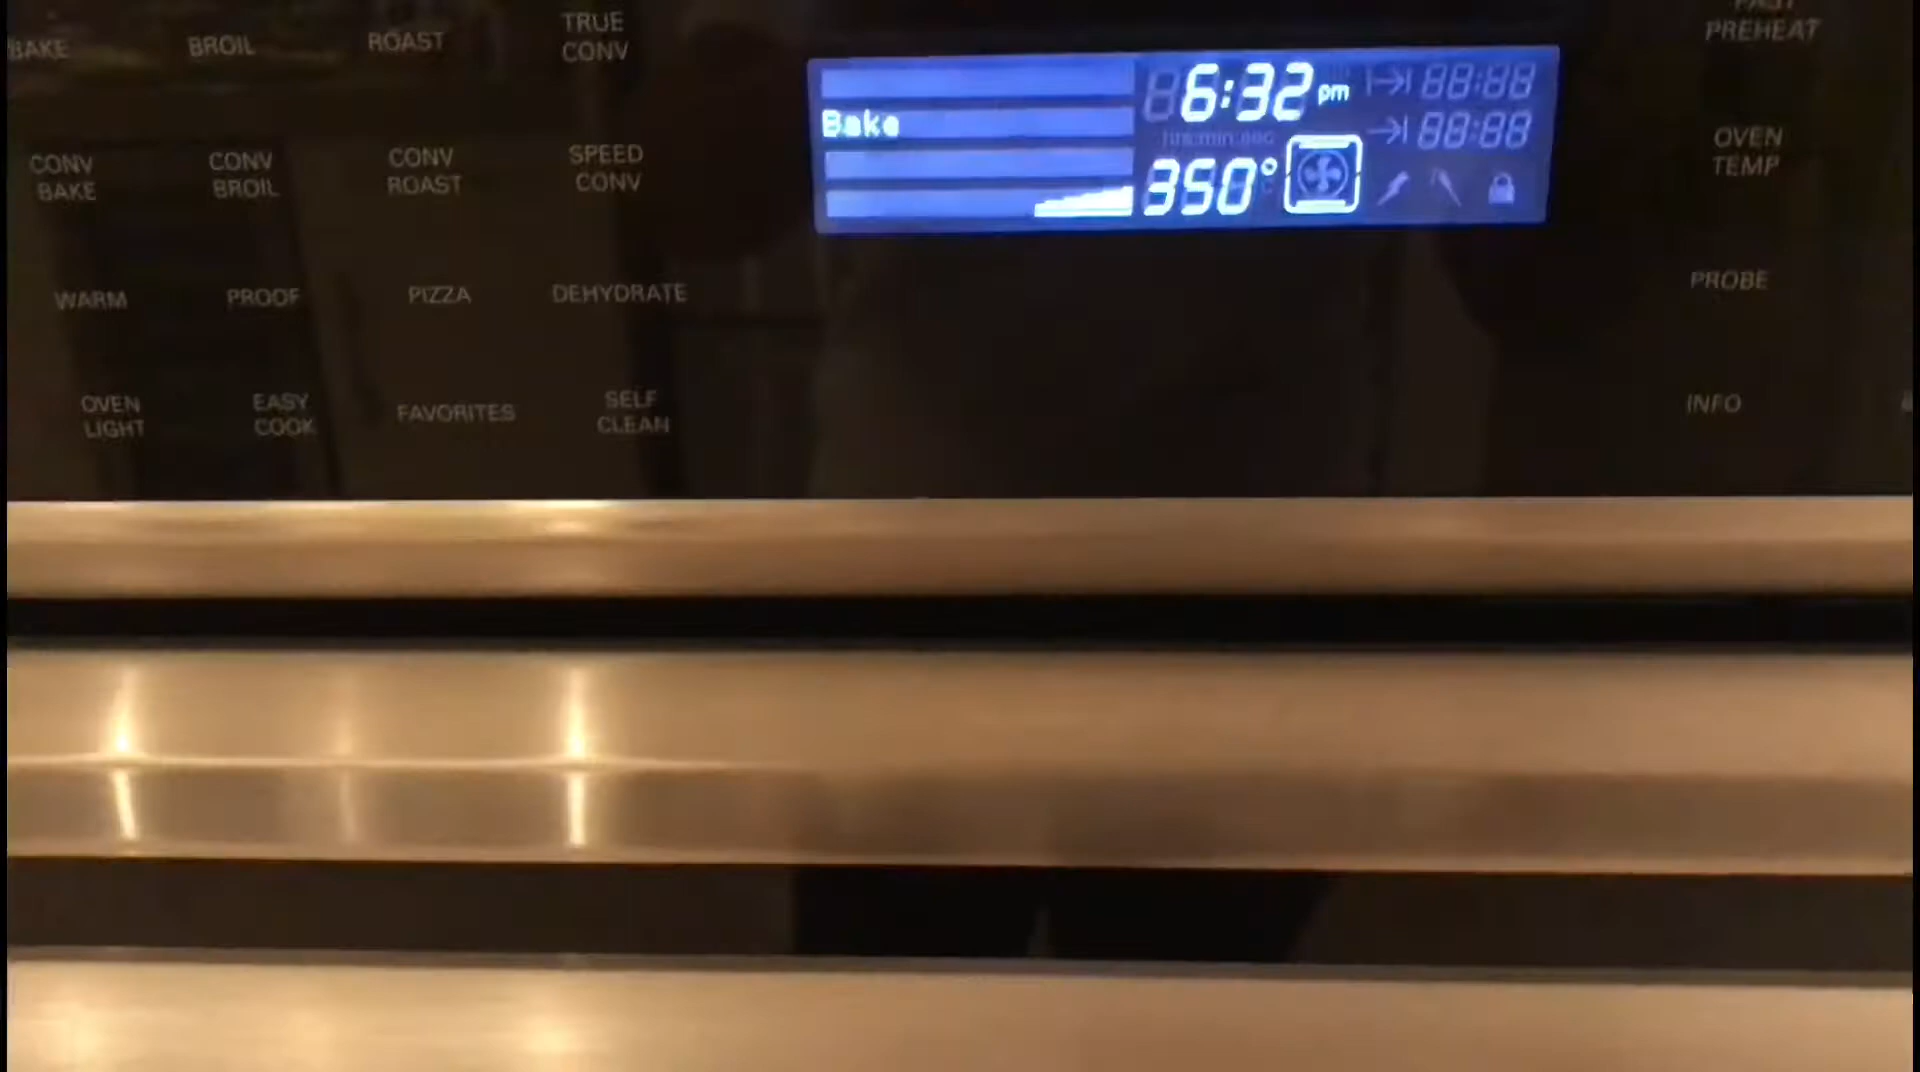 BAKE
BROIL
ROAST
TRUE
CONV
CONV
BAKE
CONV
BROIL
CONV
ROAST
SPEED
CONV
WARM
PROOF
PIZZA
DEHYDRATE
OVEN
LIGHT
EASY
COOK
FAVORITES
SELF
CLEAN
Bake
6:32 pm
350°
88:88
88:88
FAST
PREHEAT
OVEN
TEMP
PROBE
INFO